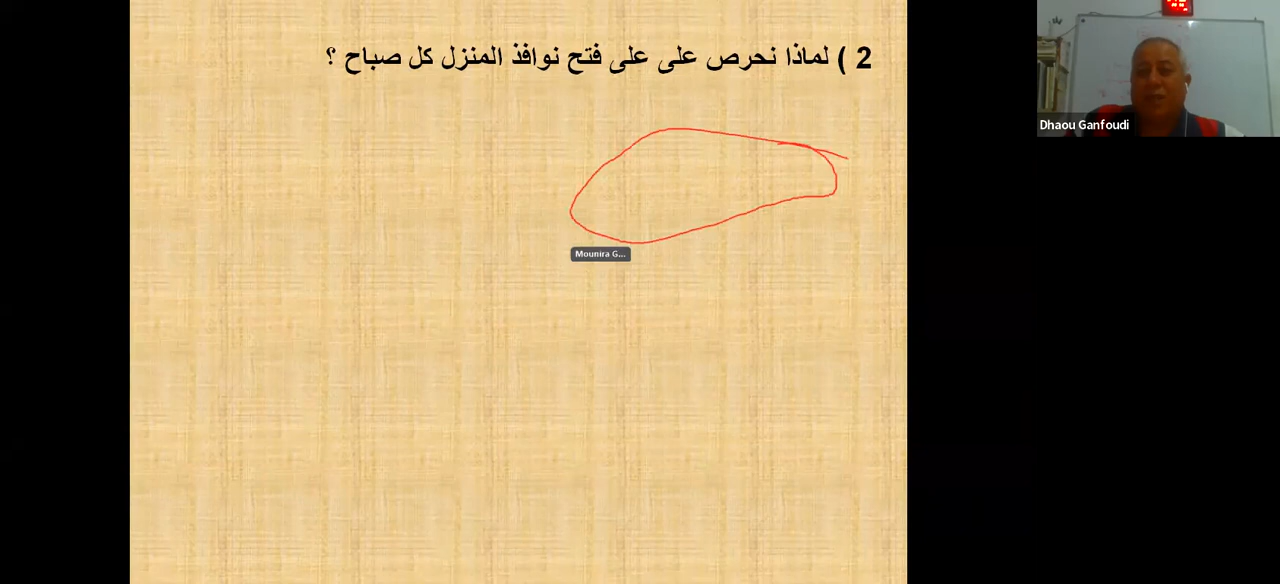 2 ) لماذا نحرص على على فتح نوافذ المنزل كل صباح ؟
Dhaou Ganfoudi
Mounira G...